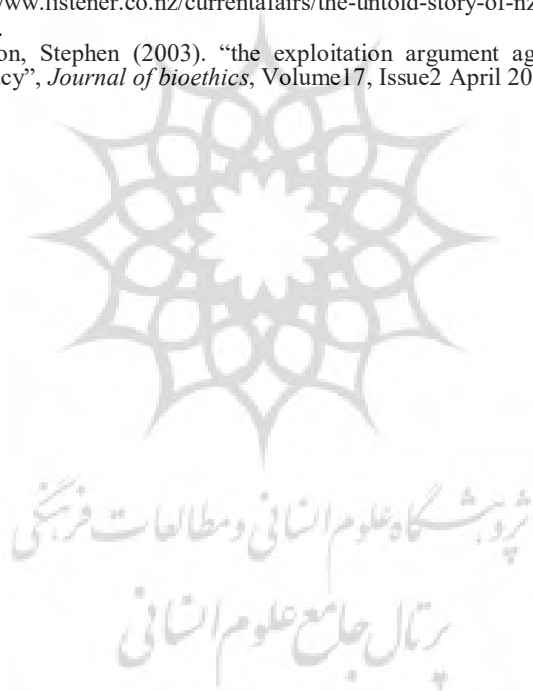 /www.listener.co.nz/currentafairs/the-untold-story-of-nz
.
on, Stephen (2003). “the exploitation argument ag
cy”, Journal of bioethics, Volume17, Issue2 April 20
پژوهشگاه علوم انسانی و مطالعات فرهنگی
پرتال جامع علوم انسانی